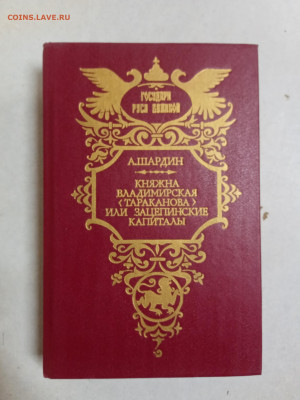 COINS.LAVE.RU
ГОСУДАРИ
РУСИ ВЕЛИКОЙ
А.ШАРДИН
КНЯЖНА
ВЛАДИМИРСКАЯ
<ТАРАКАНОВА>
ИЛИ ЗАЦЕПИНСКИЕ
КАПИТАЛЫ